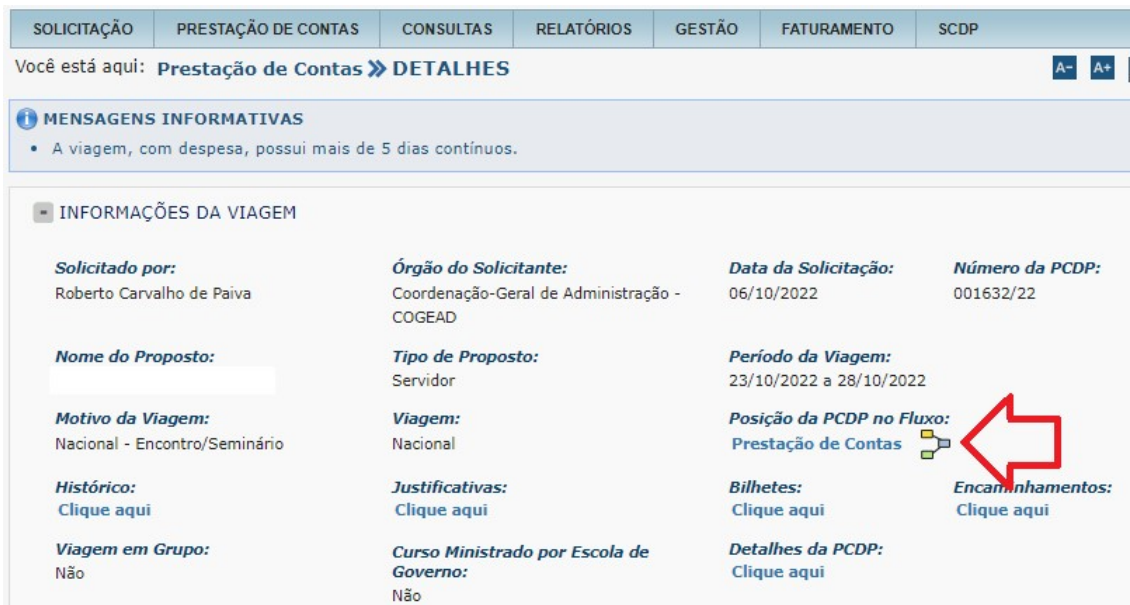 SOLICITAÇÃO PRESTAÇÃO DE CONTAS CONSULTAS RELATÓRIOS GESTÃO FATURAMENTO SCDP
Você está aqui: Prestação de Contas >> DETALHES A- A+
MENSAGENS INFORMATIVAS
• A viagem, com despesa, possui mais de 5 dias contínuos.
INFORMAÇÕES DA VIAGEM
Solicitado por: Órgão do Solicitante: Data da Solicitação: Número da PCDP:
Roberto Carvalho de Paiva Coordenação-Geral de Administração - 06/10/2022 001632/22
COGEAD
Nome do Proposto: Tipo de Proposto: Período da Viagem:
Servidor 23/10/2022 a 28/10/2022
Motivo da Viagem: Viagem: Posição da PCDP no Fluxo:
Nacional - Encontro/Seminário Nacional Prestação de Contas
Histórico: Justificativas: Bilhetes: Encaminhamentos:
Clique aqui Clique aqui Clique aqui Clique aqui
Viagem em Grupo: Curso Ministrado por Escola de Detalhes da PCDP:
Não Governo: Clique aqui
Não